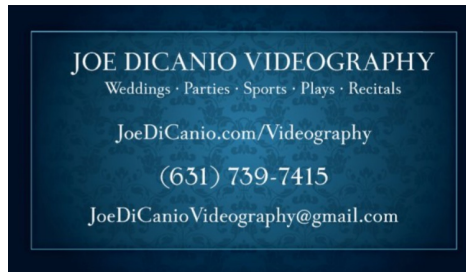 JOE DICANIO VIDEOGRAPHY
Weddings · Parties · Sports · Plays · Recitals
JoeDiCanio.com/Videography
(631) 739-7415
JoeDiCanioVideography@gmail.com